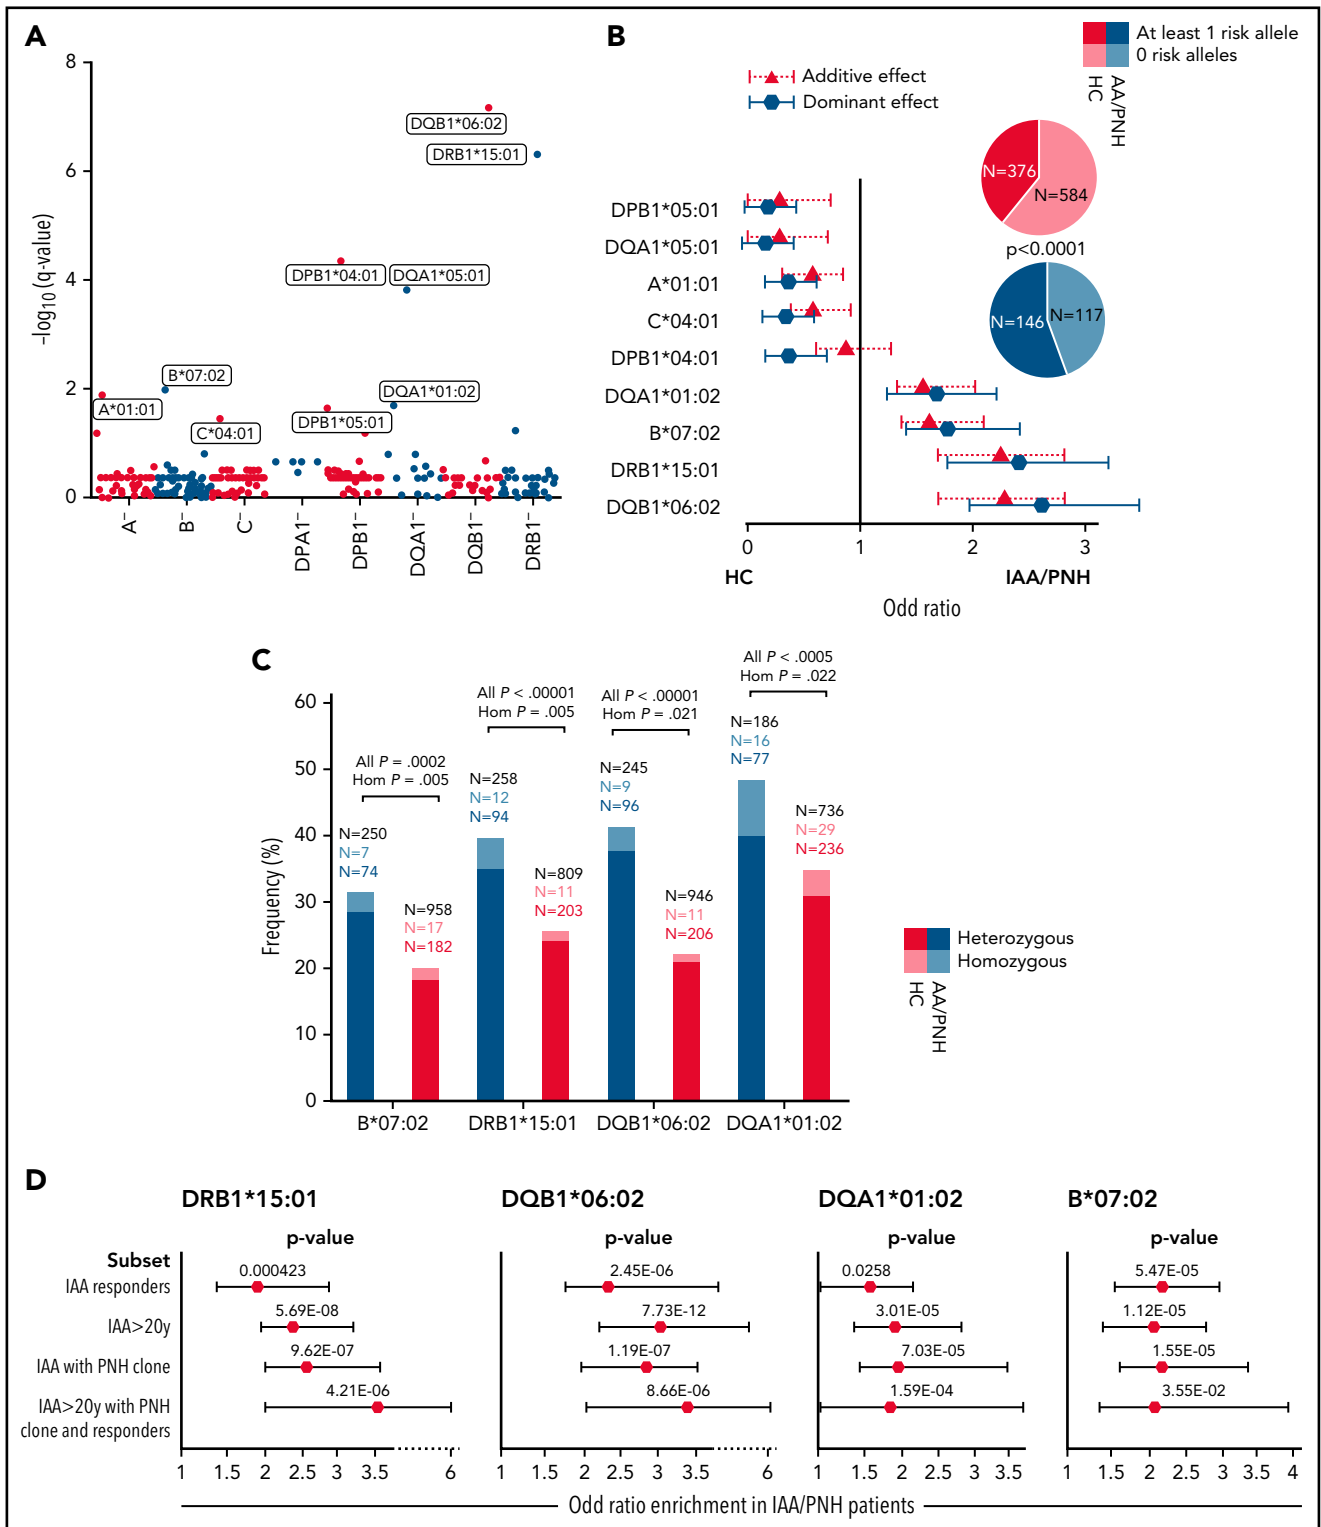 A
8
6
4
2
0
–log10 (q-value)
DQB1*06:02
DRB1*15:01
DPB1*04:01
DQA1*05:01
B*07:02
A*01:01
C*04:01
DPB1*05:01
DQA1*01:02
A–
B–
C–
DPA1–
DPB1–
DQA1–
DQB1–
DRB1–
B
Additive effect
Dominant effect
At least 1 risk allele
0 risk alleles
HC
AA/PNH
N=376
N=584
p<0.0001
N=146
N=117
DPB1*05:01
DQA1*05:01
A*01:01
C*04:01
DPB1*04:01
DQA1*01:02
B*07:02
DRB1*15:01
DQB1*06:02
0 1 2 3
HC
IAA/PNH
Odd ratio
C
60
50
40
30
20
10
0
Frequency (%)
All P = .0002
Hom P = .005
N=250
N=7
N=74
N=958
N=17
N=182
All P < .00001
Hom P = .005
N=258
N=12
N=94
N=809
N=11
N=203
All P < .00001
Hom P = .021
N=245
N=9
N=96
N=946
N=11
N=206
All P < .0005
Hom P = .022
N=186
N=16
N=77
N=736
N=29
N=236
B*07:02
DRB1*15:01
DQB1*06:02
DQA1*01:02
Heterozygous
Homozygous
HC
AA/PNH
D
DRB1*15:01
DQB1*06:02
DQA1*01:02
B*07:02
p-value
p-value
p-value
p-value
Subset
IAA responders
0.000423
2.45E-06
0.0258
5.47E-05
IAA>20y
5.69E-08
7.73E-12
3.01E-05
1.12E-05
IAA with PNH clone
9.62E-07
1.19E-07
7.03E-05
1.55E-05
IAA>20y with PNH
clone and responders
4.21E-06
8.66E-06
1.59E-04
3.55E-02
1 1.5 2 2.5 3 3.5 6
1 1.5 2 2.5 3 3.5 6
1 1.5 2 2.5 3 3.5
1 1.5 2 2.5 3 3.5 4
Odd ratio enrichment in IAA/PNH patients